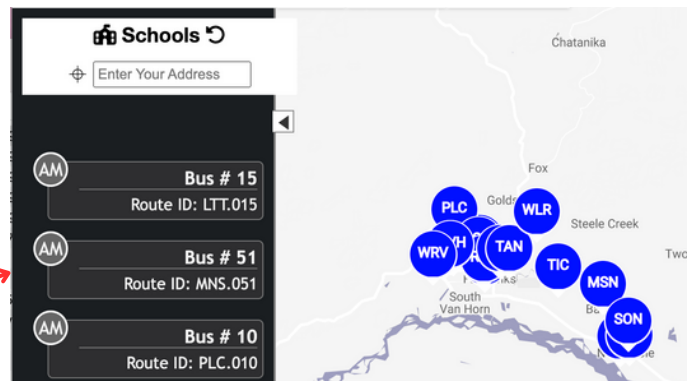 Schools
Enter Your Address
AM
Bus # 15
Route ID: LTT.015
AM
Bus # 51
Route ID: MNS.051
AM
Bus # 10
Route ID: PLC.010
Chatanika
Fox
PLC
WLR
Steele Creek
WRV
TAN
TIC
MSN
South
Van Horn
SON